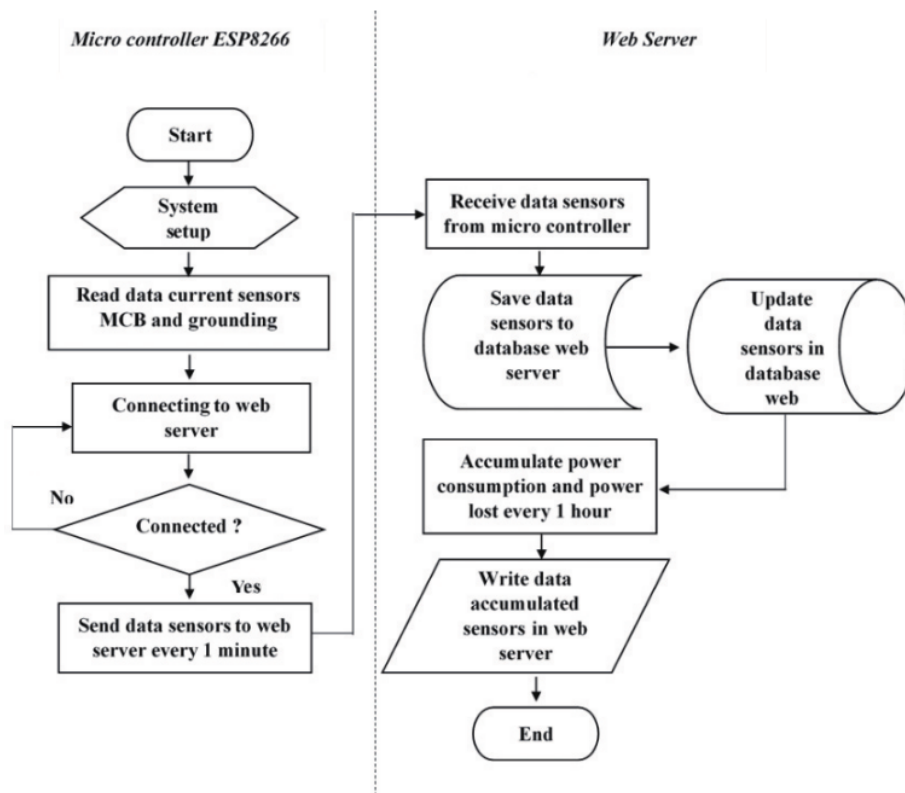 Micro controller ESP8266
Start
System
setup
Read data current sensors
MCB and grounding
Connecting to web
server
No
Connected ?
Yes
Send data sensors to web
server every 1 minute
Web Server
Receive data sensors
from micro controller
Save data
sensors to
database web
server
Update
data
sensors in
database
web
Accumulate power
consumption and power
lost every 1 hour
Write data
accumulated
sensors in web
server
End